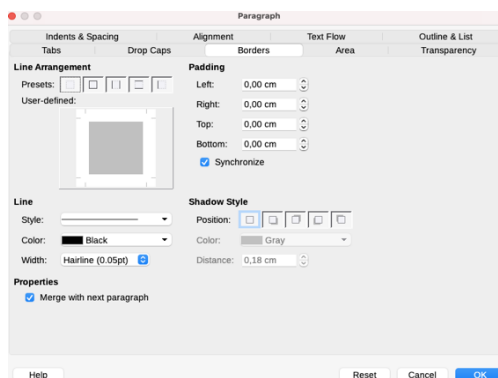 Paragraph
Indents & Spacing Alignment Text Flow Outline & List
Tabs Drop Caps Borders Area Transparency
Line Arrangement
Presets:
User-defined:
Padding
Left: 0,00 cm
Right: 0,00 cm
Top: 0,00 cm
Bottom: 0,00 cm
Synchronize
Line
Style:
Color: Black
Width: Hairline (0.05pt)
Shadow Style
Position:
Color: Gray
Distance: 0,18 cm
Properties
Merge with next paragraph
Help Reset Cancel OK